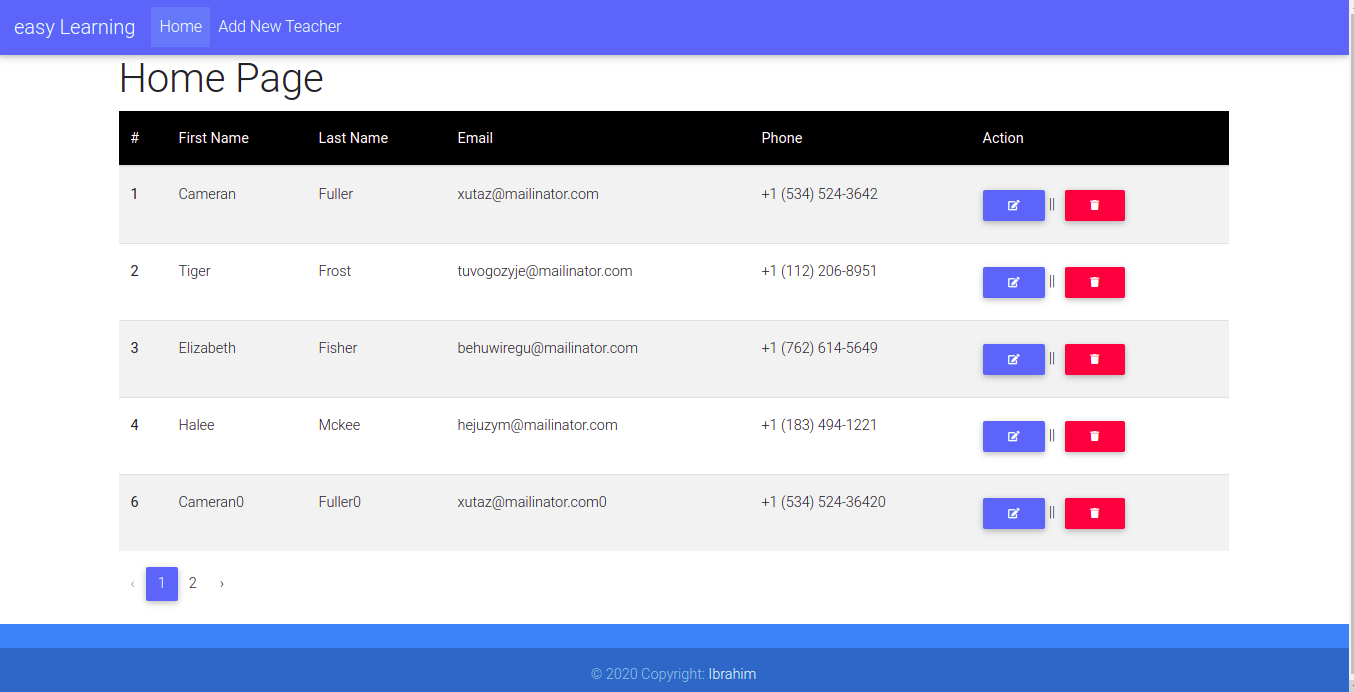 easy Learning Home Add New Teacher
Home Page
# First Name Last Name Email Phone Action
1 Cameran Fuller xutaz@mailinator.com +1 (534) 524-3642 ||
2 Tiger Frost tuvogozyje@mailinator.com +1 (112) 206-8951 ||
3 Elizabeth Fisher behuwiregu@mailinator.com +1 (762) 614-5649 ||
4 Halee Mckee hejuzym@mailinator.com +1 (183) 494-1221 ||
6 Cameran0 Fuller0 xutaz@mailinator.com0 +1 (534) 524-36420 ||
‹ 1 2 ›
© 2020 Copyright: Ibrahim